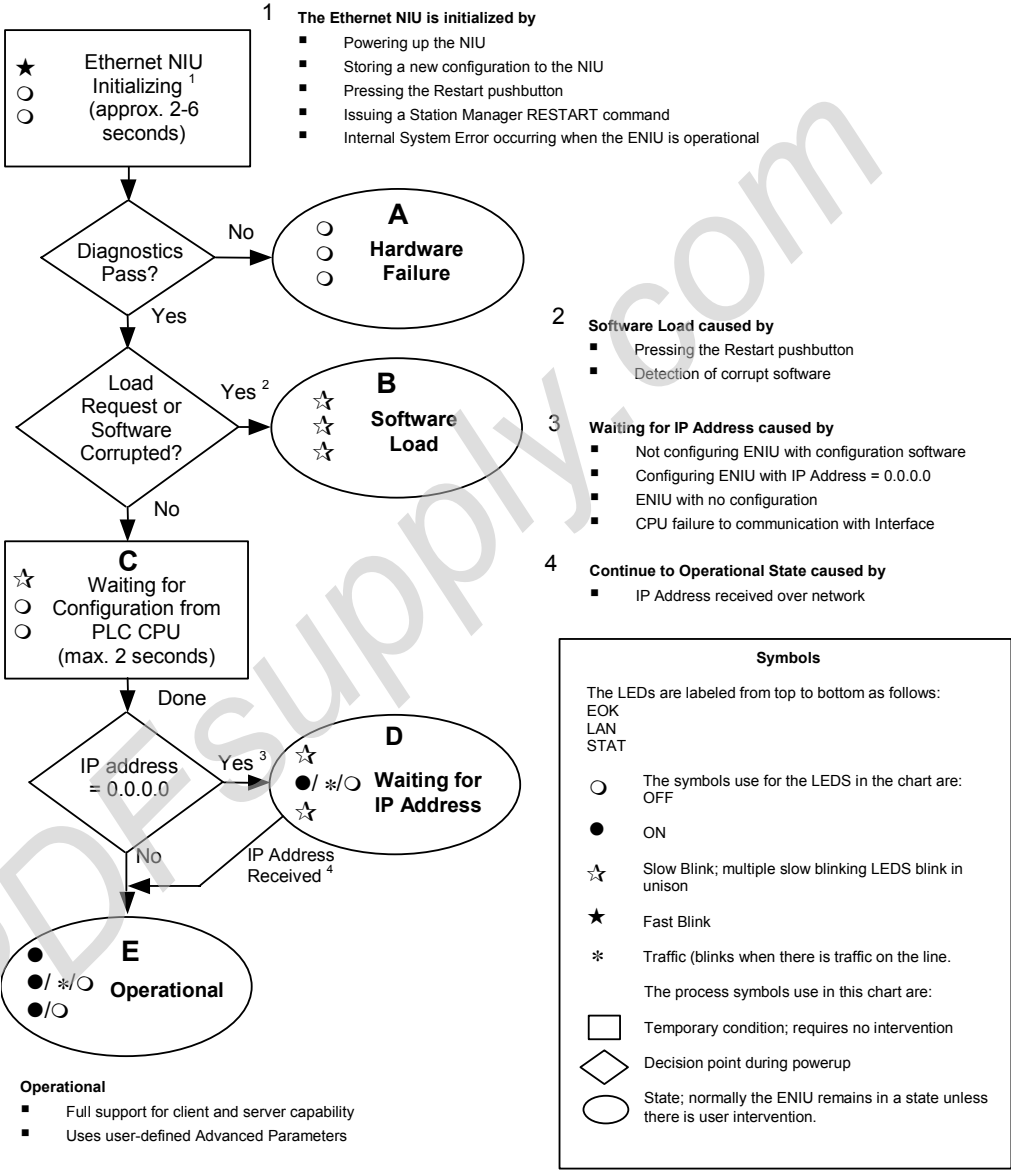 1 The Ethernet NIU is initialized by
■ Powering up the NIU
■ Storing a new configuration to the NIU
■ Pressing the Restart pushbutton
■ Issuing a Station Manager RESTART command
■ Internal System Error occurring when the ENIU is operational
★ Ethernet NIU
❍ Initializing 1
❍ (approx. 2-6
seconds)
Diagnostics
Pass?
No
Yes
A
Hardware
Failure
Load
Request or
Software
Corrupted?
Yes 2
No
B
Software
Load
2 Software Load caused by
■ Pressing the Restart pushbutton
■ Detection of corrupt software
3 Waiting for IP Address caused by
■ Not configuring ENIU with configuration software
■ Configuring ENIU with IP Address = 0.0.0.0
■ ENIU with no configuration
■ CPU failure to communication with Interface
4 Continue to Operational State caused by
■ IP Address received over network
C
Waiting for
Configuration from
PLC CPU
(max. 2 seconds)
Done
IP address
= 0.0.0.0
Yes 3
No
D
●/ ✻/❍ Waiting for
IP Address
IP Address
Received 4
E
●/ ✻/❍ Operational
●/❍
Operational
■ Full support for client and server capability
■ Uses user-defined Advanced Parameters
Symbols
The LEDs are labeled from top to bottom as follows:
EOK
LAN
STAT
The symbols use for the LEDS in the chart are:
❍ OFF
● ON
☆ Slow Blink; multiple slow blinking LEDS blink in
unison
★ Fast Blink
✻ Traffic (blinks when there is traffic on the line.
The process symbols use in this chart are:
Temporary condition; requires no intervention
Decision point during powerup
State; normally the ENIU remains in a state unless
there is user intervention.
PDFsupply.com